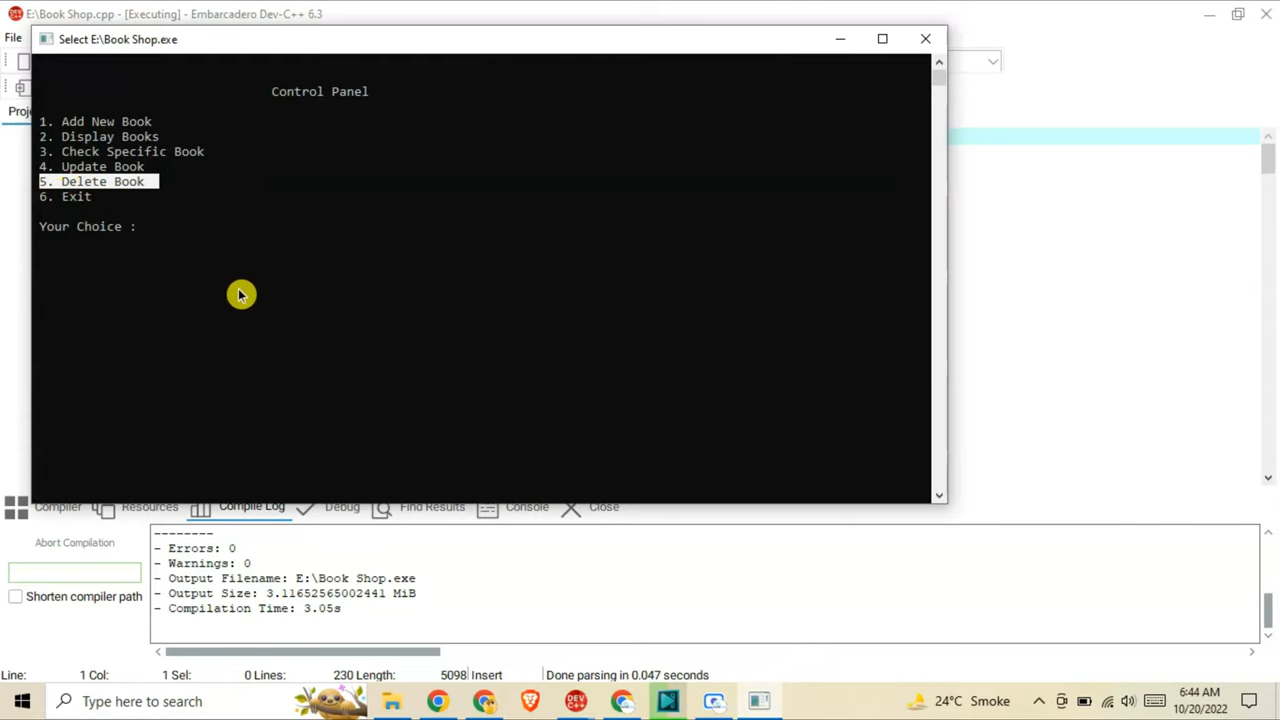 E:\Book Shop.cpp - [Executing] - Embarcadero Dev-C++ 6.3
File
Select E:\Book Shop.exe
Proj
Control Panel
1. Add New Book
2. Display Books
3. Check Specific Book
4. Update Book
5. Delete Book
6. Exit
Your Choice :
Compiler Resources Compile Log Debug Find Results Console Close
Abort Compilation
Shorten compiler path
--------
- Errors: 0
- Warnings: 0
- Output Filename: E:\Book Shop.exe
- Output Size: 3.11652565002441 MiB
- Compilation Time: 3.05s
Line: 1 Col: 1 Sel: 0 Lines: 230 Length: 5098 Insert Done parsing in 0.047 seconds
Type here to search
DEV C++
24°C Smoke
6:44 AM
10/20/2022